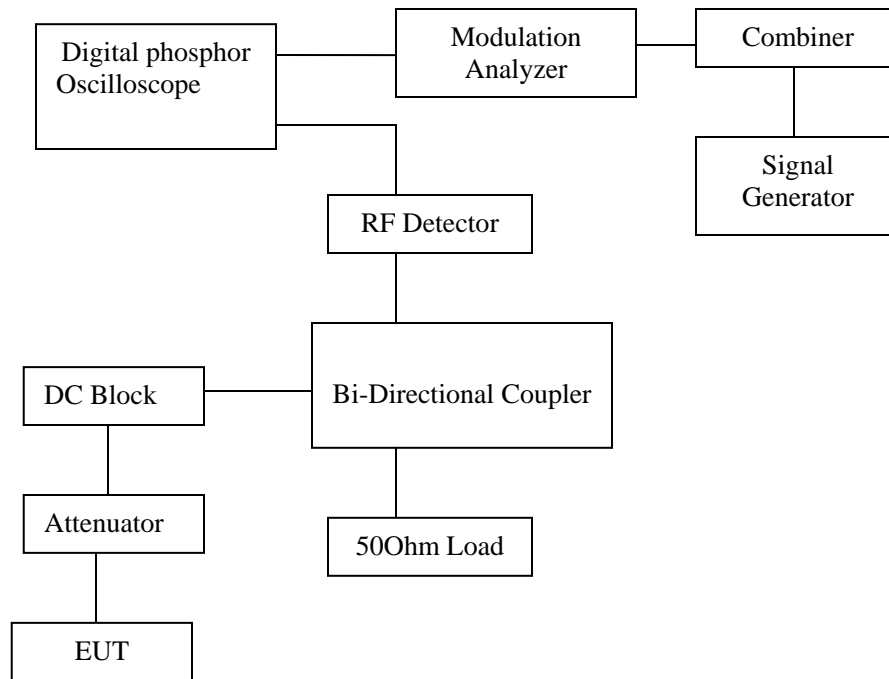 Digital phosphor
Oscilloscope
Modulation
Analyzer
Combiner
Signal
Generator
RF Detector
DC Block
Bi-Directional Coupler
Attenuator
50Ohm Load
EUT